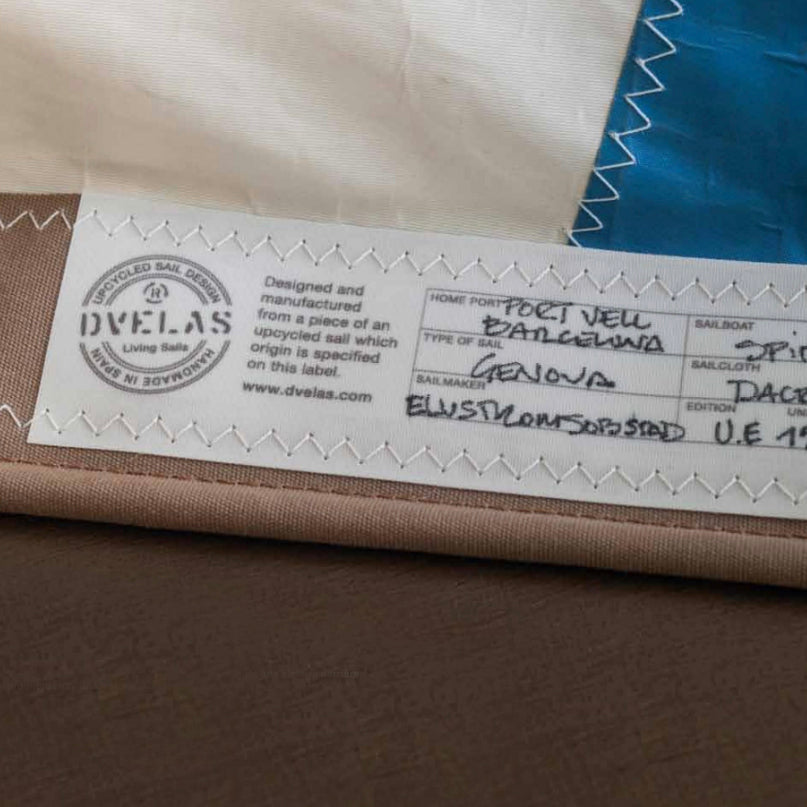 UPCYCLED SAIL DESIGN
DVELAS
Living Sails
HANDMADE IN SPAIN
Designed and
manufactured
from a piece of an
upcycled sail which
origin is specified
on this label.
www.dvelas.com
HOME PORT PORT VELL
BARCELONA
TYPE OF SAIL
GENOVA
SAILMAKER
SAILBOAT
SAILCLOTH
EDITION
U.E